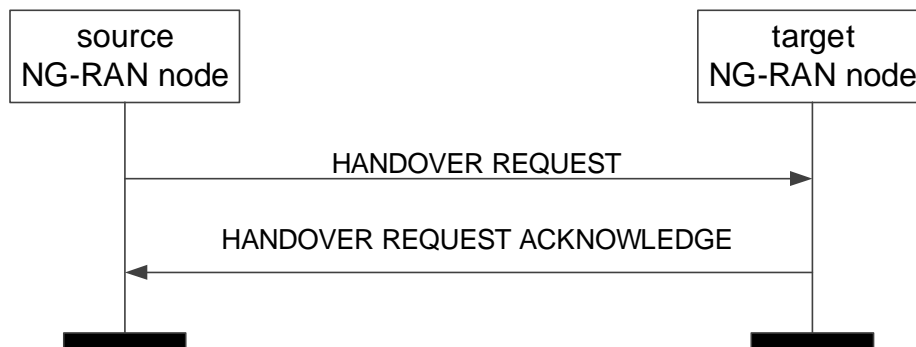 source
NG-RAN node
target
NG-RAN node
HANDOVER REQUEST
HANDOVER REQUEST ACKNOWLEDGE